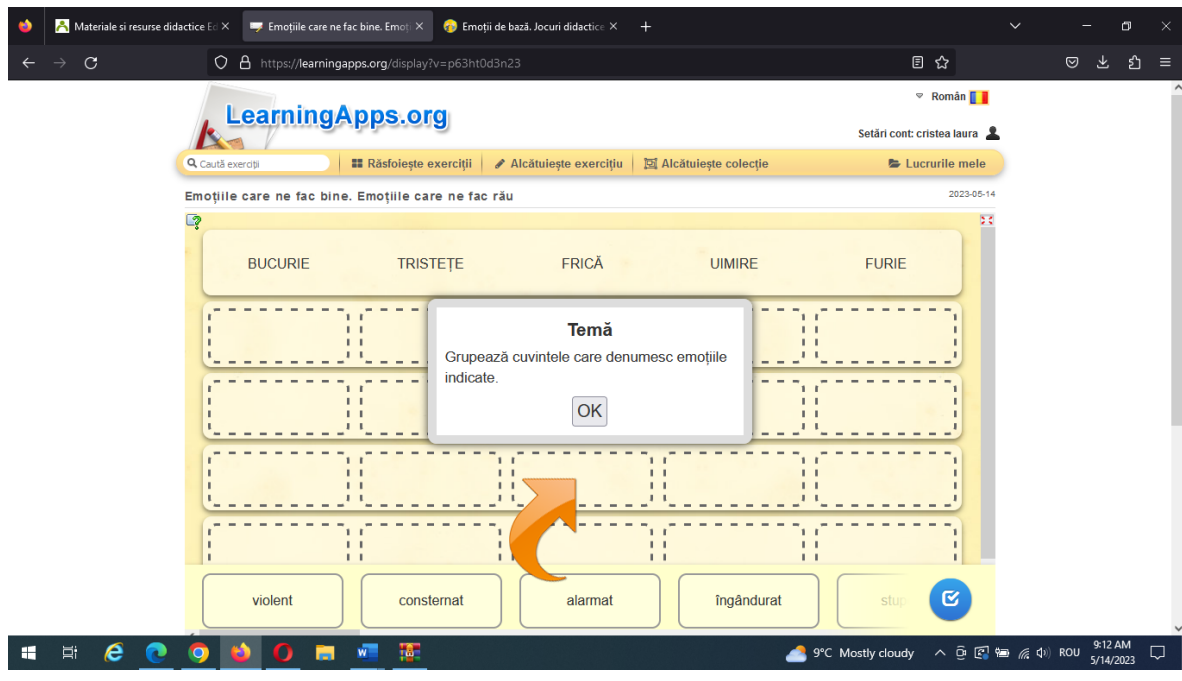 Materiale si resurse didactice Ed
Emoțiile care ne fac bine. Emoți
Emoții de bază. Jocuri didactice
https://learningapps.org/display?v=p63ht0d3n23
LearningApps.org
Român
Setări cont: cristea laura
Caută exerciții
Răsfoiește exerciții
Alcătuiește exercițiu
Alcătuiește colecție
Lucrurile mele
Emoțiile care ne fac bine. Emoțiile care ne fac rău
2023-05-14
BUCURIE TRISTEȚE FRICĂ UIMIRE FURIE
Temă
Grupează cuvintele care denumesc emoțiile
indicate.
OK
violent consternat alarmat îngândurat
9°C Mostly cloudy
ROU
9:12 AM
5/14/2023